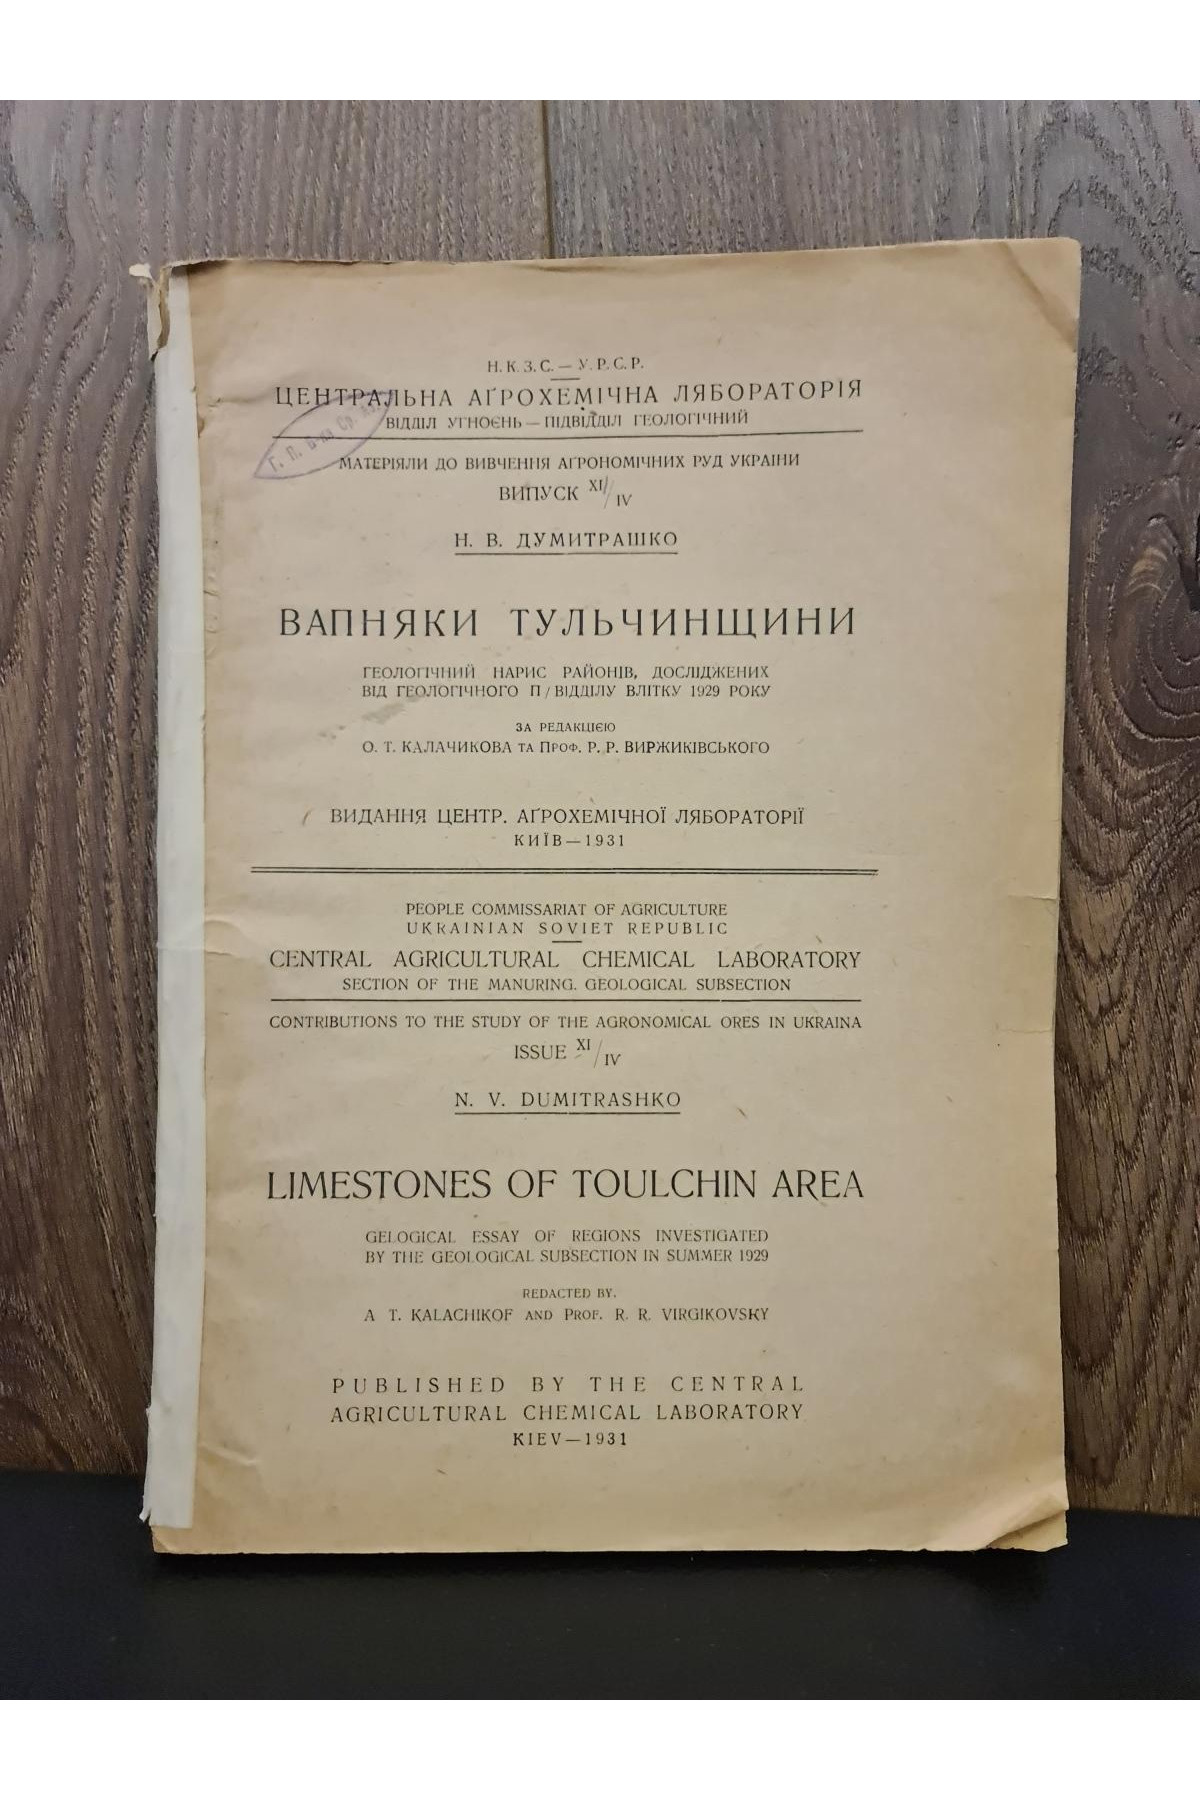 Н. К. З. С. — У. Р. С. Р.
ЦЕНТРАЛЬНА АҐРОХЕМІЧНА ЛЯБОРАТОРІЯ
ВІДДІЛ УГНОЄНЬ — ПІДВІДДІЛ ГЕОЛОГІЧНИЙ
Г. П.
МАТЕРІЯЛИ ДО ВИВЧЕННЯ АҐРОНОМІЧНИХ РУД УКРАЇНИ
ВИПУСК XI/IV
Н. В. ДУМИТРАШКО
ВАПНЯКИ ТУЛЬЧИНЩИНИ
ГЕОЛОГІЧНИЙ НАРИС РАЙОНІВ, ДОСЛІДЖЕНИХ
ВІД ГЕОЛОГІЧНОГО П/ВІДДІЛУ ВЛІТКУ 1929 РОКУ
ЗА РЕДАКЦІЄЮ
О. Т. КАЛАЧИКОВА ТА ПРОФ. Р. Р. ВИРЖИКІВСЬКОГО
ВИДАННЯ ЦЕНТР. АҐРОХЕМІЧНОЇ ЛЯБОРАТОРІЇ
КИЇВ — 1931
PEOPLE COMMISSARIAT OF AGRICULTURE
UKRAINIAN SOVIET REPUBLIC
CENTRAL AGRICULTURAL CHEMICAL LABORATORY
SECTION OF THE MANURING. GEOLOGICAL SUBSECTION
CONTRIBUTIONS TO THE STUDY OF THE AGRONOMICAL ORES IN UKRAINA
ISSUE XI/IV
N. V. DUMITRASHKO
LIMESTONES OF TOULCHIN AREA
GELOGICAL ESSAY OF REGIONS INVESTIGATED
BY THE GEOLOGICAL SUBSECTION IN SUMMER 1929
REDACTED BY.
A T. KALACHIKOF AND PROF. R. R. VIRGIKOVSKY
PUBLISHED BY THE CENTRAL
AGRICULTURAL CHEMICAL LABORATORY
KIEV — 1931